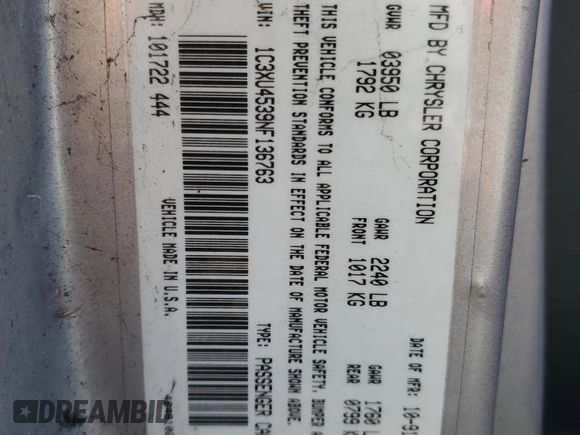 MFD BY CHRYSLER CORPORATION
DATE OF MFR: 10-91
GVWR 03950 LB
1792 KG
GAWR 2240 LB
FRONT 1017 KG
GAWR 1760
REAR 0799
THIS VEHICLE CONFORMS TO ALL APPLICABLE FEDERAL MOTOR VEHICLE SAFETY, BUMPER
THEFT PREVENTION STANDARDS IN EFFECT ON THE DATE OF MANUFACTURE SHOWN ABOVE.
VIN: 1C3XU4539NF136763
TYPE: PASSENGER CAR
MDH: 101722 444
VEHICLE MADE IN U.S.A.
DREAMBID